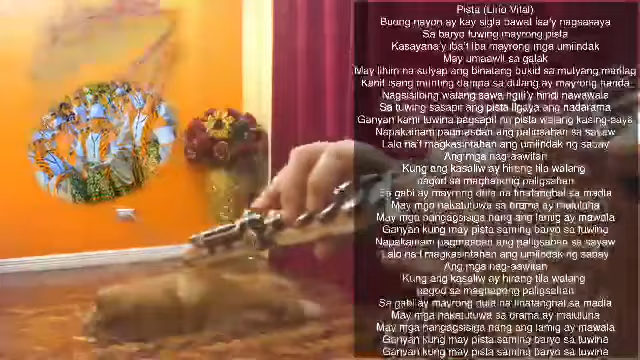 Pista (Lirio Vital)
Buong nayon ay kay sigla bawat isa'y nagsasaya
Sa baryo tuwing mayrong pista
Kasayana'y iba't iba mayrong mga umiindak
May umaawit sa galak
May lihim na sulyap ang binatang bukid sa mutyang marilag
Kahit isang munting dampa sa dulang ay mayrong handa
Nagsisilbing walang sawa ngiti'y hindi nawawala
Sa tuwing sasapit ang pista ligaya ang nadarama
Ganyan kami tuwina pagsapit ng pista walang kasing-saya
Napakainam pagmasdan ang paligsahan sa sayaw
Lalo na't magkasintahan ang umiindak ng sabay
Ang mga nag-aawitan
Kung ang kasaliw ay hirang tila walang
pagod sa maghapong paligsahan
Sa gabi ay mayrong dula na tinatanghal sa madla
May mga nakatutuwa sa drama ay maluluha
May mga nangagsisiga nang ang lamig ay mawala
Ganyan kung may pista saming baryo sa tuwina
Napakainam pagmasdan ang paligsahan sa sayaw
Lalo na't magkasintahan ang umiindak ng sabay
Ang mga nag-aawitan
Kung ang kasaliw ay hirang tila walang
pagod sa maghapong paligsahan
Sa gabi ay mayrong dula na tinatanghal sa madla
May mga nakatutuwa sa drama ay maluluha
May mga nangagsisiga nang ang lamig ay mawala
Ganyan kung may pista saming baryo sa tuwina
Ganyan kung may pista saming baryo sa tuwina